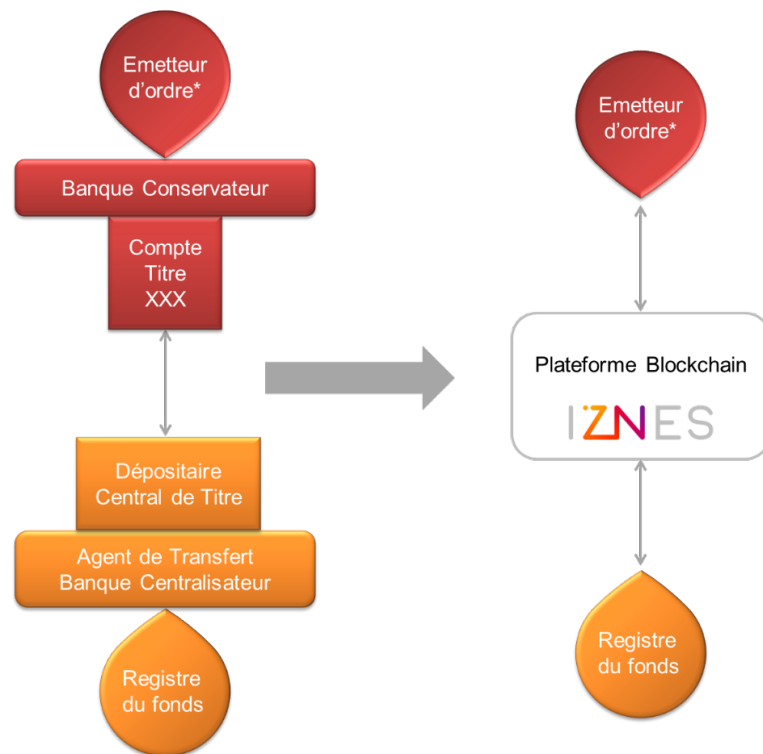 Emetteur
d'ordre*
Banque Conservateur
Compte
Titre
XXX
Dépositaire
Central de Titre
Agent de Transfert
Banque Centralisateur
Registre
du fonds
Emetteur
d'ordre*
Plateforme Blockchain
IZNES
Registre
du fonds